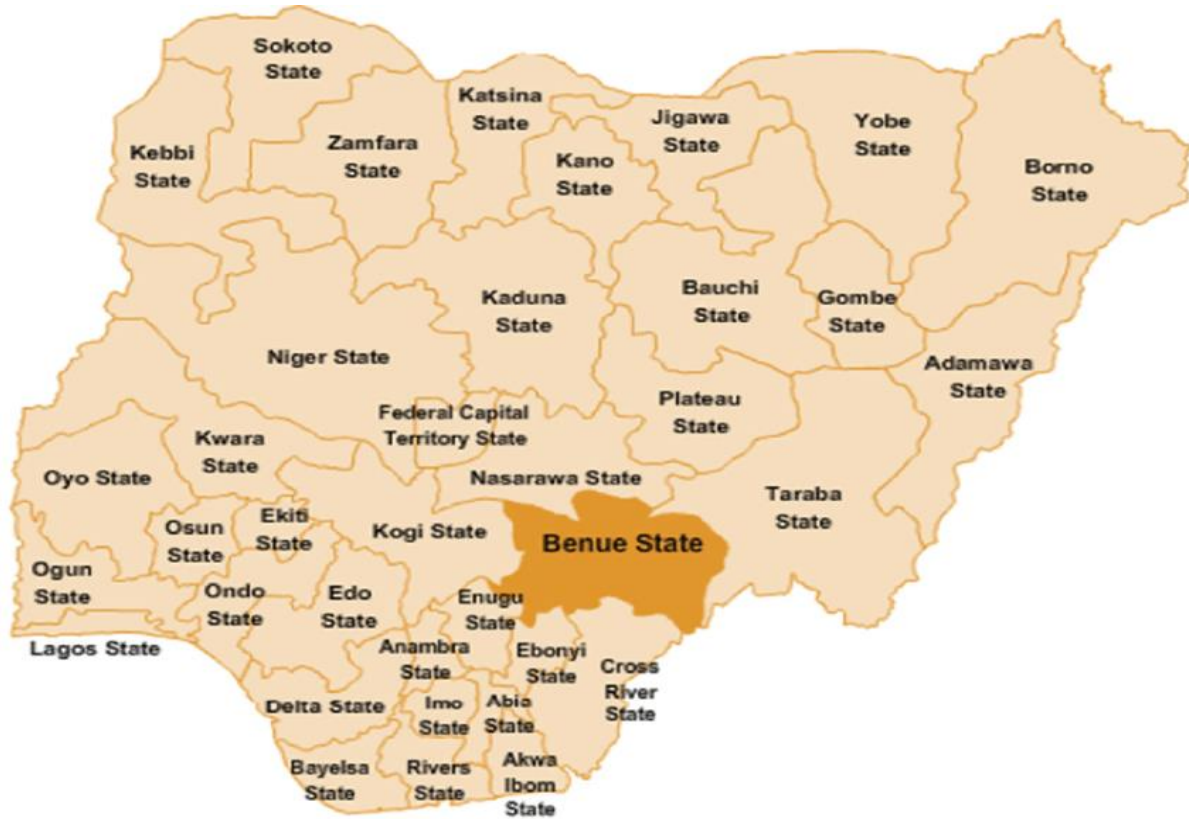 Sokoto
State
Katsina
State
Jigawa
State
Yobe
State
Kebbi
State
Zamfara
State
Kano
State
Borno
State
Kaduna
State
Bauchi
State
Gombe
State
Niger State
Adamawa
State
Plateau
State
Federal Capital
Territory State
Kwara
State
Oyo State
Nasarawa State
Taraba
State
Osun
State
Ekiti
State
Kogi State
Benue State
Ogun
State
Ondo
State
Edo
State
Enugu
State
Lagos State
Anambra
State
Ebonyi
State
Cross
River
State
Delta State
Imo
State
Abia
State
Bayelsa
State
Rivers
State
Akwa
Ibom
State